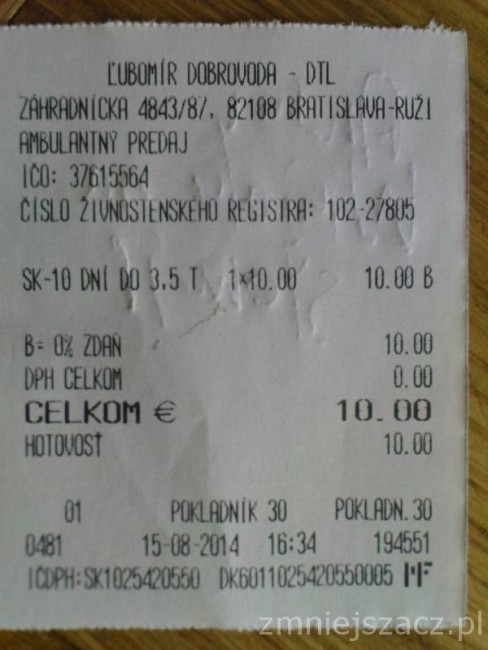 ĽUBOMÍR DOBROVODA - DTL
ZÁHRADNÍCKA 4843/87, 82108 BRATISLAVA-RUŽI
AMBULANTNÝ PREDAJ
IČO: 37615564
ČÍSLO ŽIVNOSTENSKÉHO REGISTRA: 102-27805
SK-10 DNÍ DO 3.5 T 1×10.00 10.00 B
B= 0% ZDAŇ 10.00
DPH CELKOM 0.00
CELKOM € 10.00
HOTOVOSŤ 10.00
01 POKLADNÍK 30 POKLADN. 30
0481 15-08-2014 16:34 194551
IČDPH:SK1025420550 DK6011025420550005 MF
zmniejszacz.pl